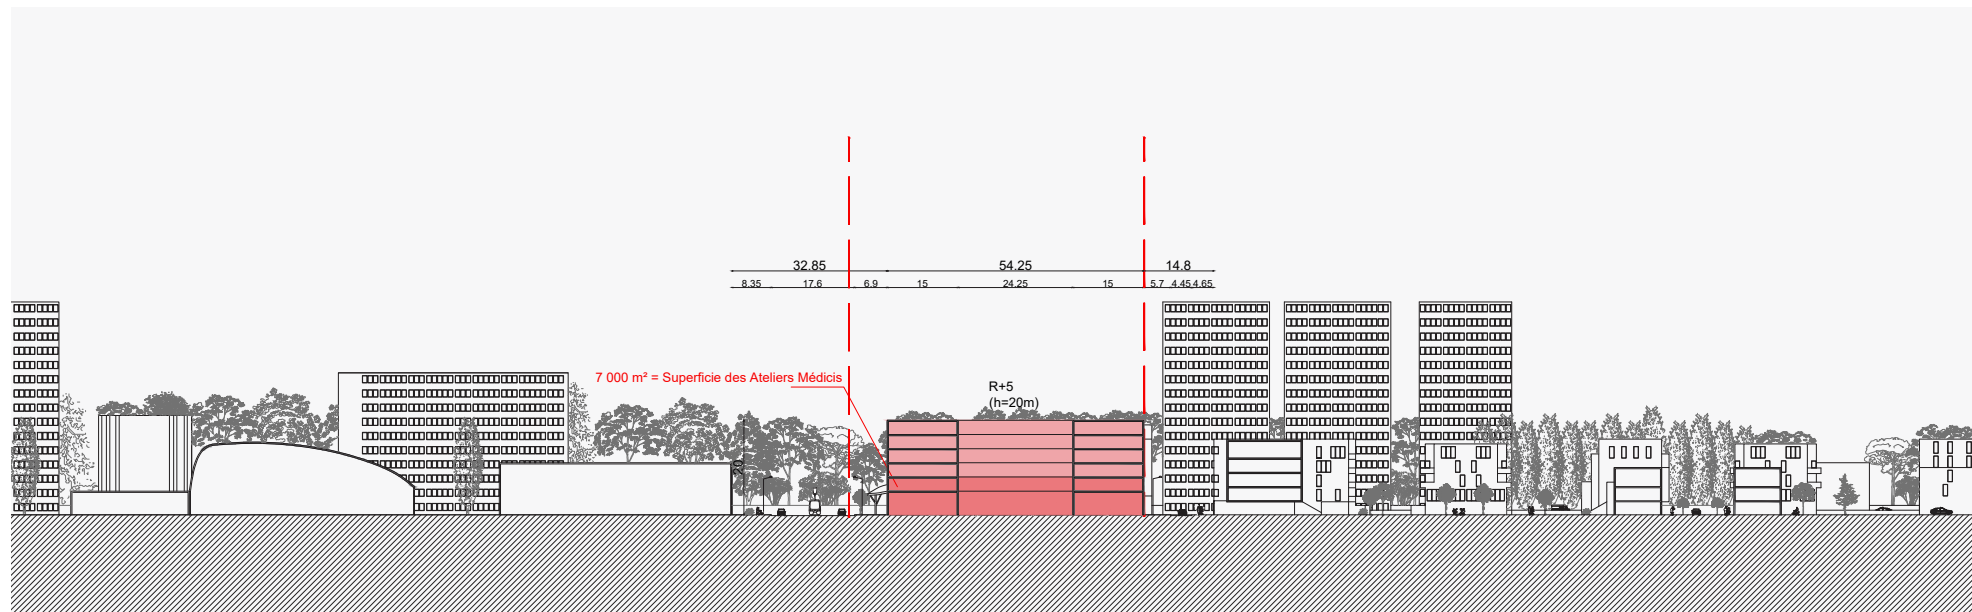 32.85 54.25 14.8
8.35 17.6 6.9 15 24.25 15 5.7 4.45 4.65
7 000 m² = Superficie des Ateliers Médicis
R+5
(h=20m)
20